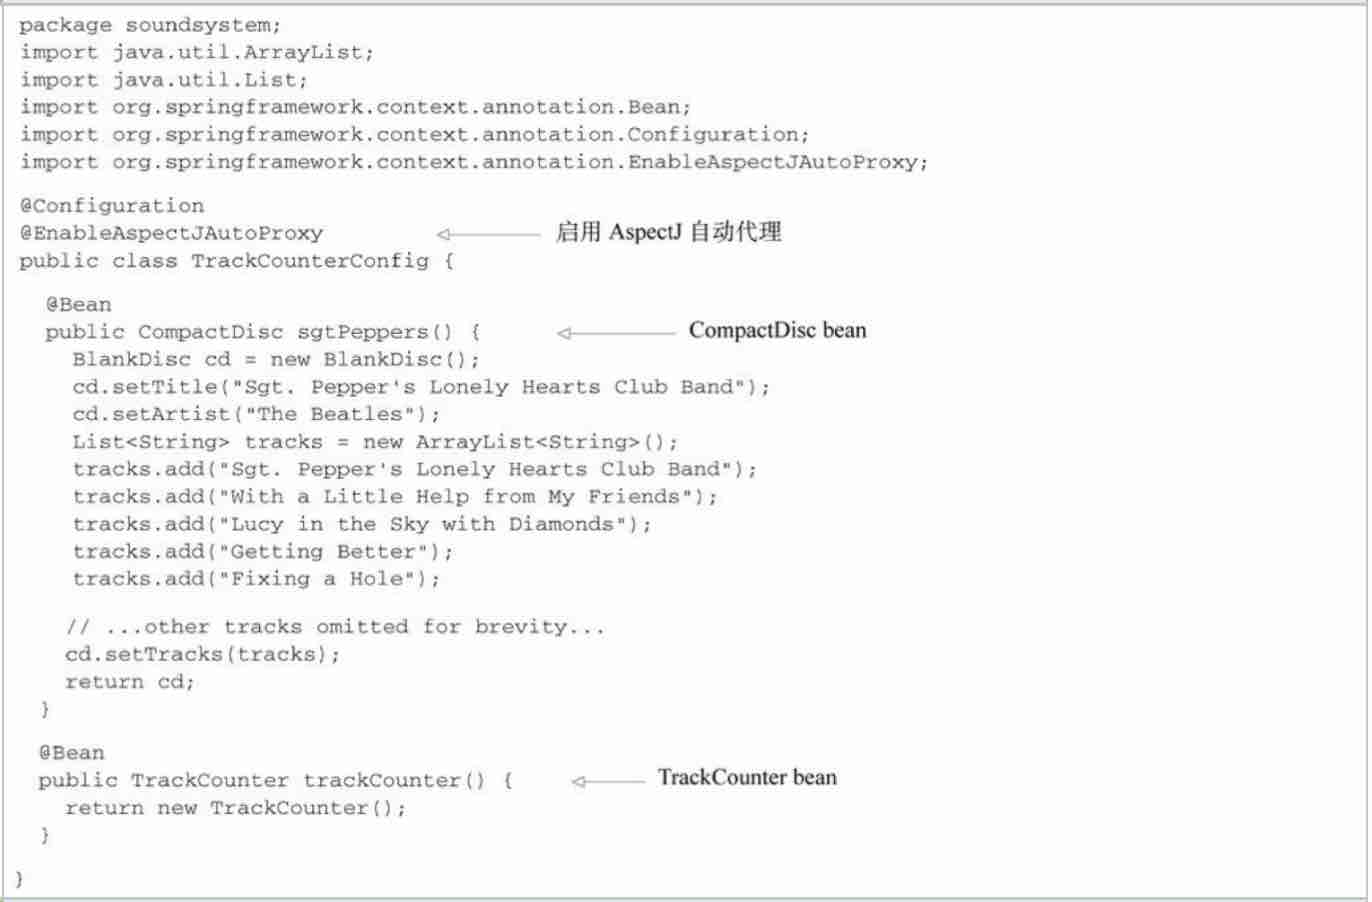 package soundsystem;
import java.util.ArrayList;
import java.util.List;
import org.springframework.context.annotation.Bean;
import org.springframework.context.annotation.Configuration;
import org.springframework.context.annotation.EnableAspectJAutoProxy;
@Configuration
@EnableAspectJAutoProxy 启用 AspectJ 自动代理
public class TrackCounterConfig {
@Bean
public CompactDisc sgtPeppers() { CompactDisc bean
BlankDisc cd = new BlankDisc();
cd.setTitle("Sgt. Pepper's Lonely Hearts Club Band");
cd.setArtist("The Beatles");
List<String> tracks = new ArrayList<String>();
tracks.add("Sgt. Pepper's Lonely Hearts Club Band");
tracks.add("With a Little Help from My Friends");
tracks.add("Lucy in the Sky with Diamonds");
tracks.add("Getting Better");
tracks.add("Fixing a Hole");
// ...other tracks omitted for brevity...
cd.setTracks(tracks);
return cd;
}
@Bean
public TrackCounter trackCounter() { TrackCounter bean
return new TrackCounter();
}
}